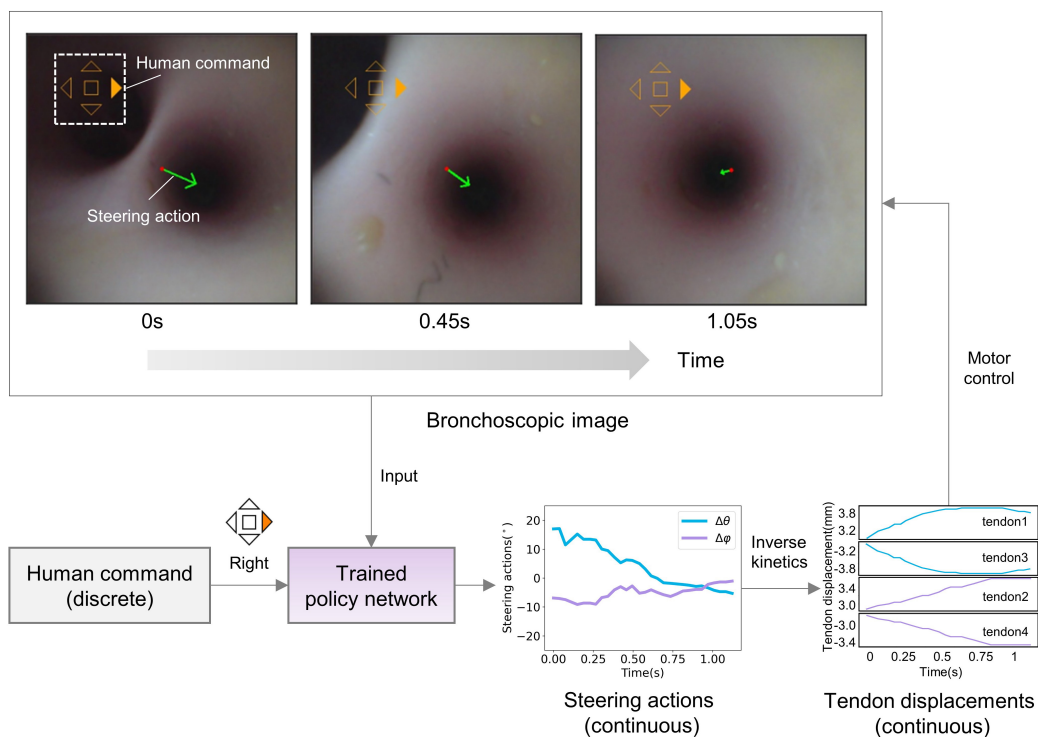 Human command
Steering action
0s
0.45s
1.05s
Time
Motor
control
Bronchoscopic image
Input
Right
Human command
(discrete)
Trained
policy network
Steering actions(°)
20
10
0
-10
-20
Δθ
Δφ
0.00
0.25
0.50
0.75
1.00
Time(s)
Steering actions
(continuous)
Inverse
kinetics
Tendon displacement(mm)
3.8
3.2
tendon1
-3.2
-3.8
tendon3
3.4
3.0
tendon2
-3.0
-3.4
tendon4
0
0.25
0.5
0.75
1
Time(s)
Tendon displacements
(continuous)